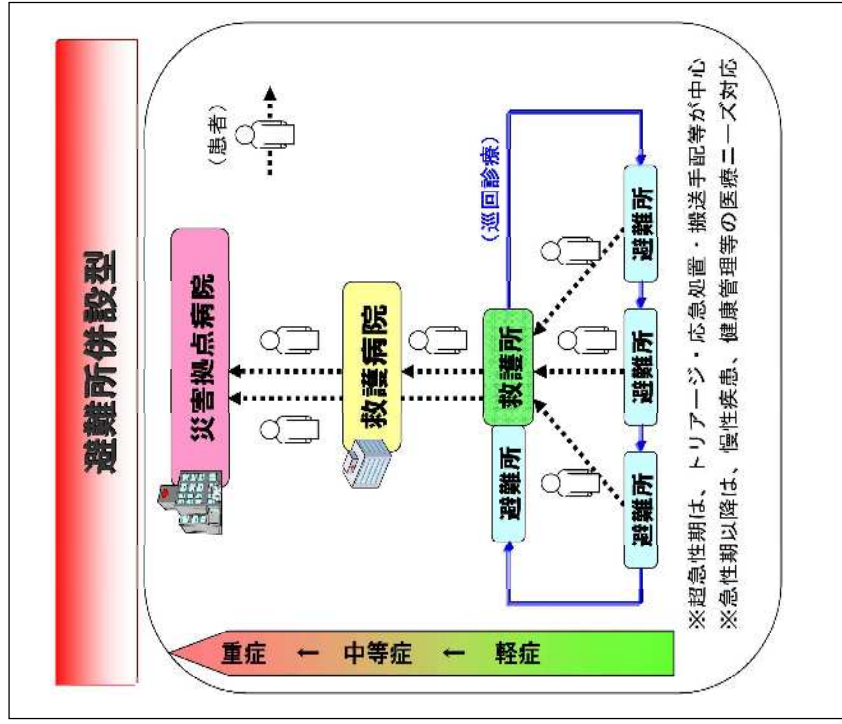 避難所併設型
(患者)
災害拠点病院
救護病院
救護所
避難所
(巡回診療)
避難所
避難所
避難所
重症 ← 中等症 ← 軽症
※超急性期は、トリアージ・応急処置・搬送手配等が中心
※急性期以降は、慢性疾患、健康管理等の医療ニーズ対応